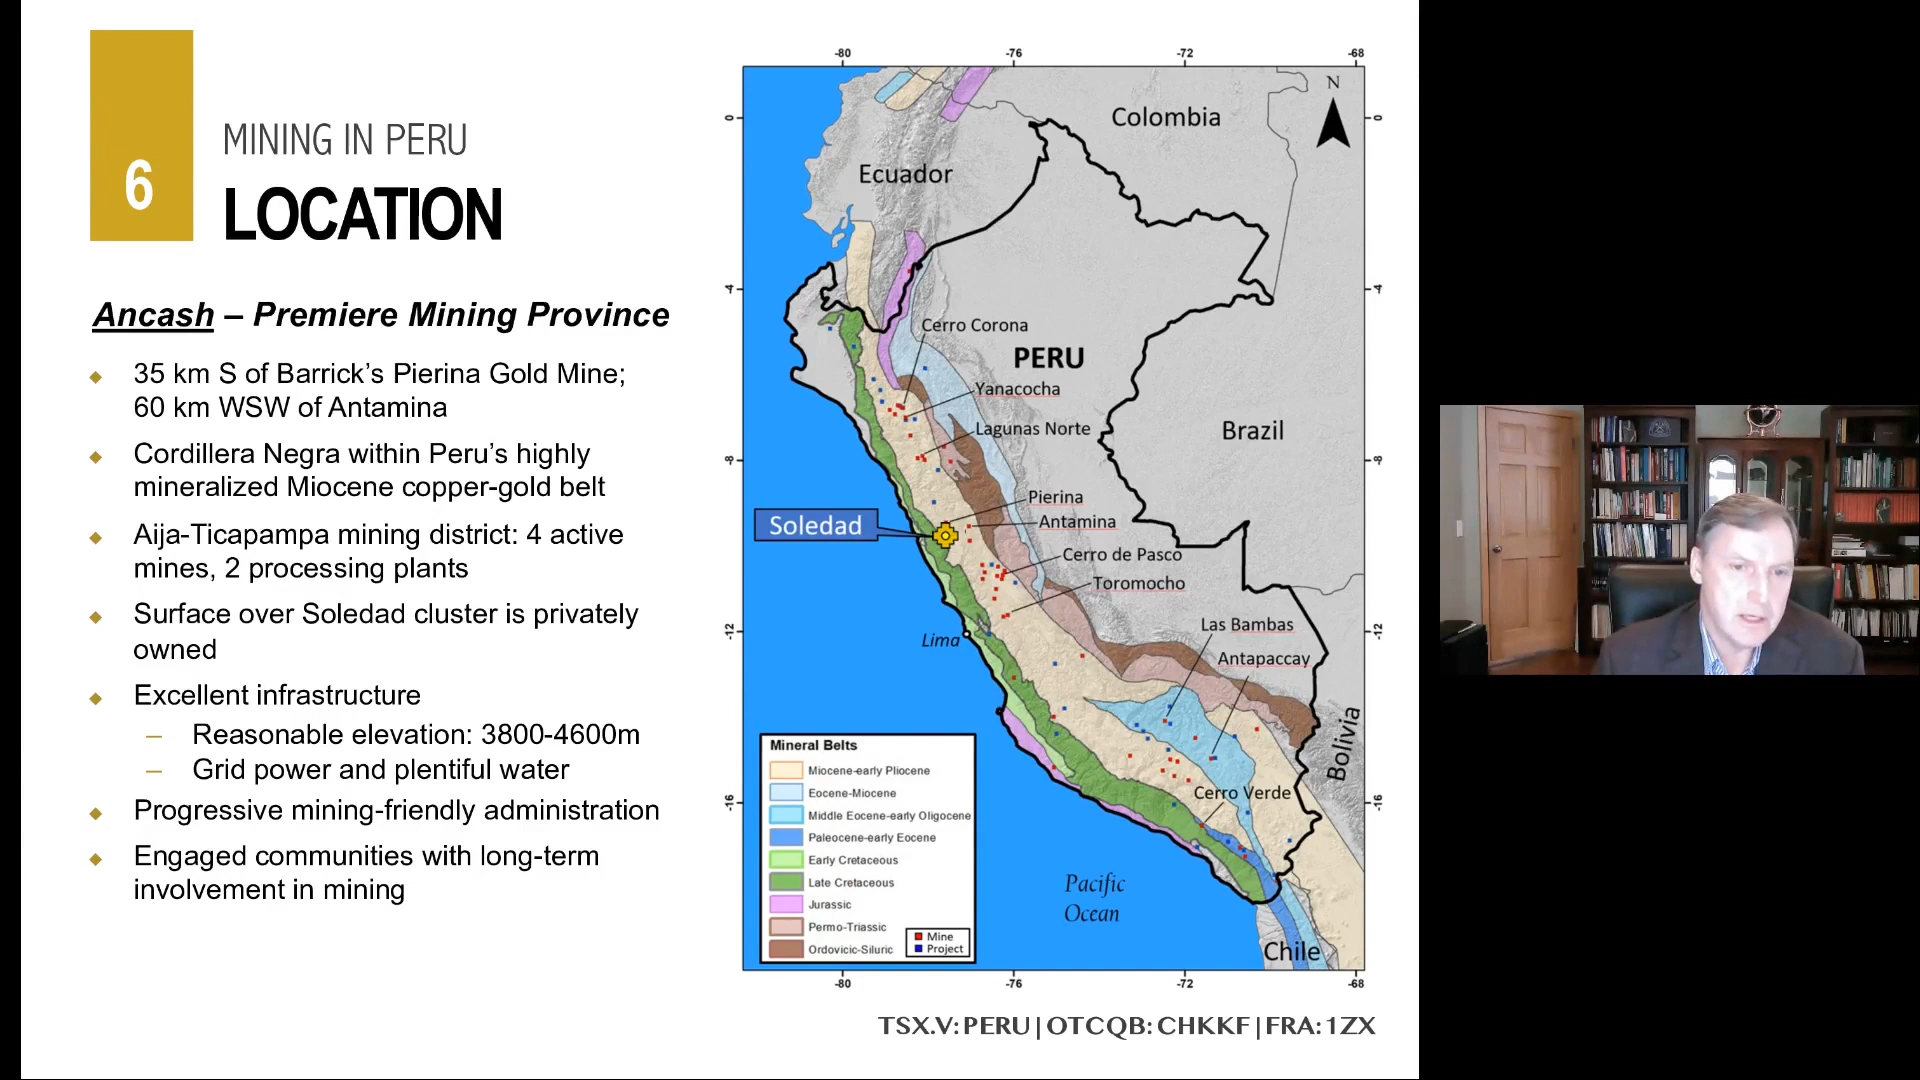 6
MINING IN PERU
LOCATION
Ancash – Premiere Mining Province
35 km S of Barrick’s Pierina Gold Mine;
60 km WSW of Antamina
Cordillera Negra within Peru’s highly
mineralized Miocene copper-gold belt
Aija-Ticapampa mining district: 4 active
mines, 2 processing plants
Surface over Soledad cluster is privately
owned
Excellent infrastructure
– Reasonable elevation: 3800-4600m
– Grid power and plentiful water
Progressive mining-friendly administration
Engaged communities with long-term
involvement in mining
-80 -76 -72 -68
N
0 0
Colombia
Ecuador
-4 -4
Cerro Corona
PERU
Yanacocha
Lagunas Norte
Brazil
-8 -8
Pierina
Antamina
Soledad
Cerro de Pasco
Toromocho
Las Bambas
-12 -12
Lima
Antapaccay
Bolivia
Cerro Verde
-16 -16
Mineral Belts
Miocene-early Pliocene
Eocene-Miocene
Middle Eocene-early Oligocene
Paleocene-early Eocene
Early Cretaceous
Late Cretaceous
Jurassic
Permo-Triassic
Ordovicic-Siluric
Mine
Project
Pacific
Ocean
Chile
-80 -76 -72 -68
TSX.V: PERU | OTCQB: CHKKF | FRA: 1ZX